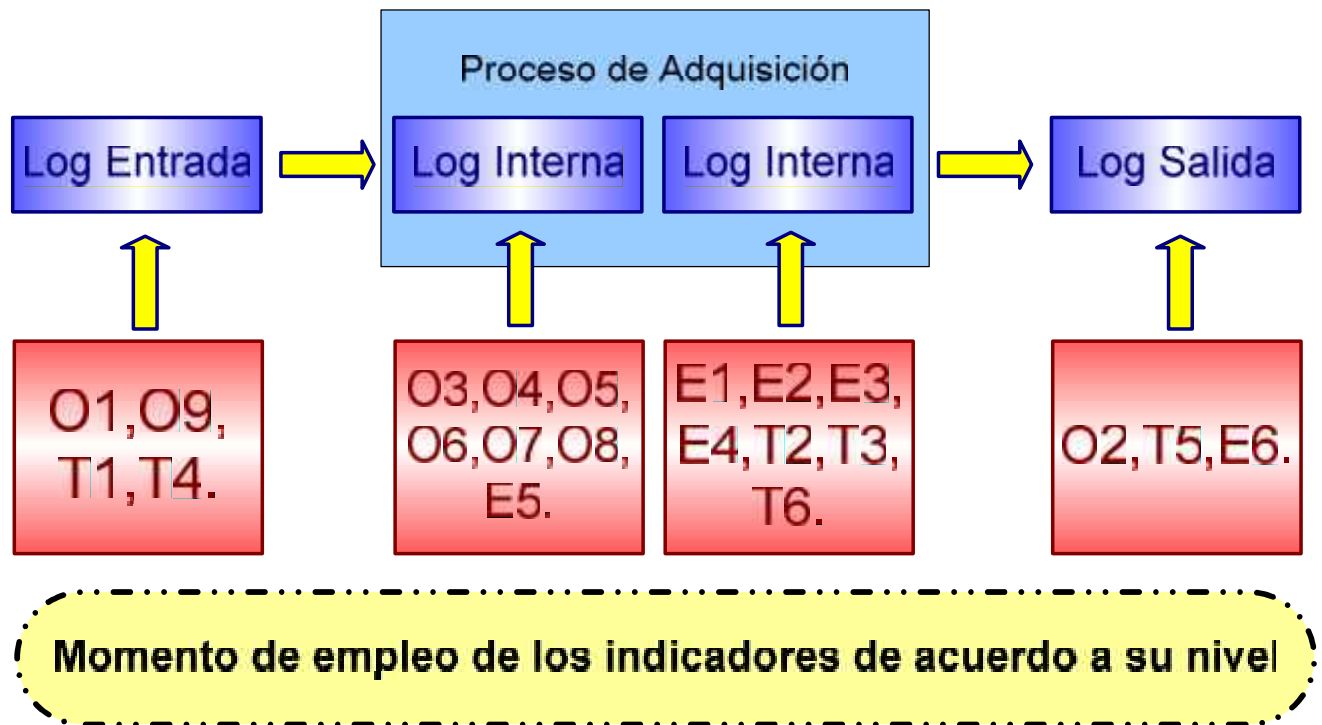 Proceso de Adquisición
Log Entrada
Log Interna
Log Interna
Log Salida
O1,O9,
T1,T4.
O3,O4,O5,
O6,O7,O8,
E5.
E1,E2,E3,
E4,T2,T3,
T6.
O2,T5,E6.
Momento de empleo de los indicadores de acuerdo a su nivel